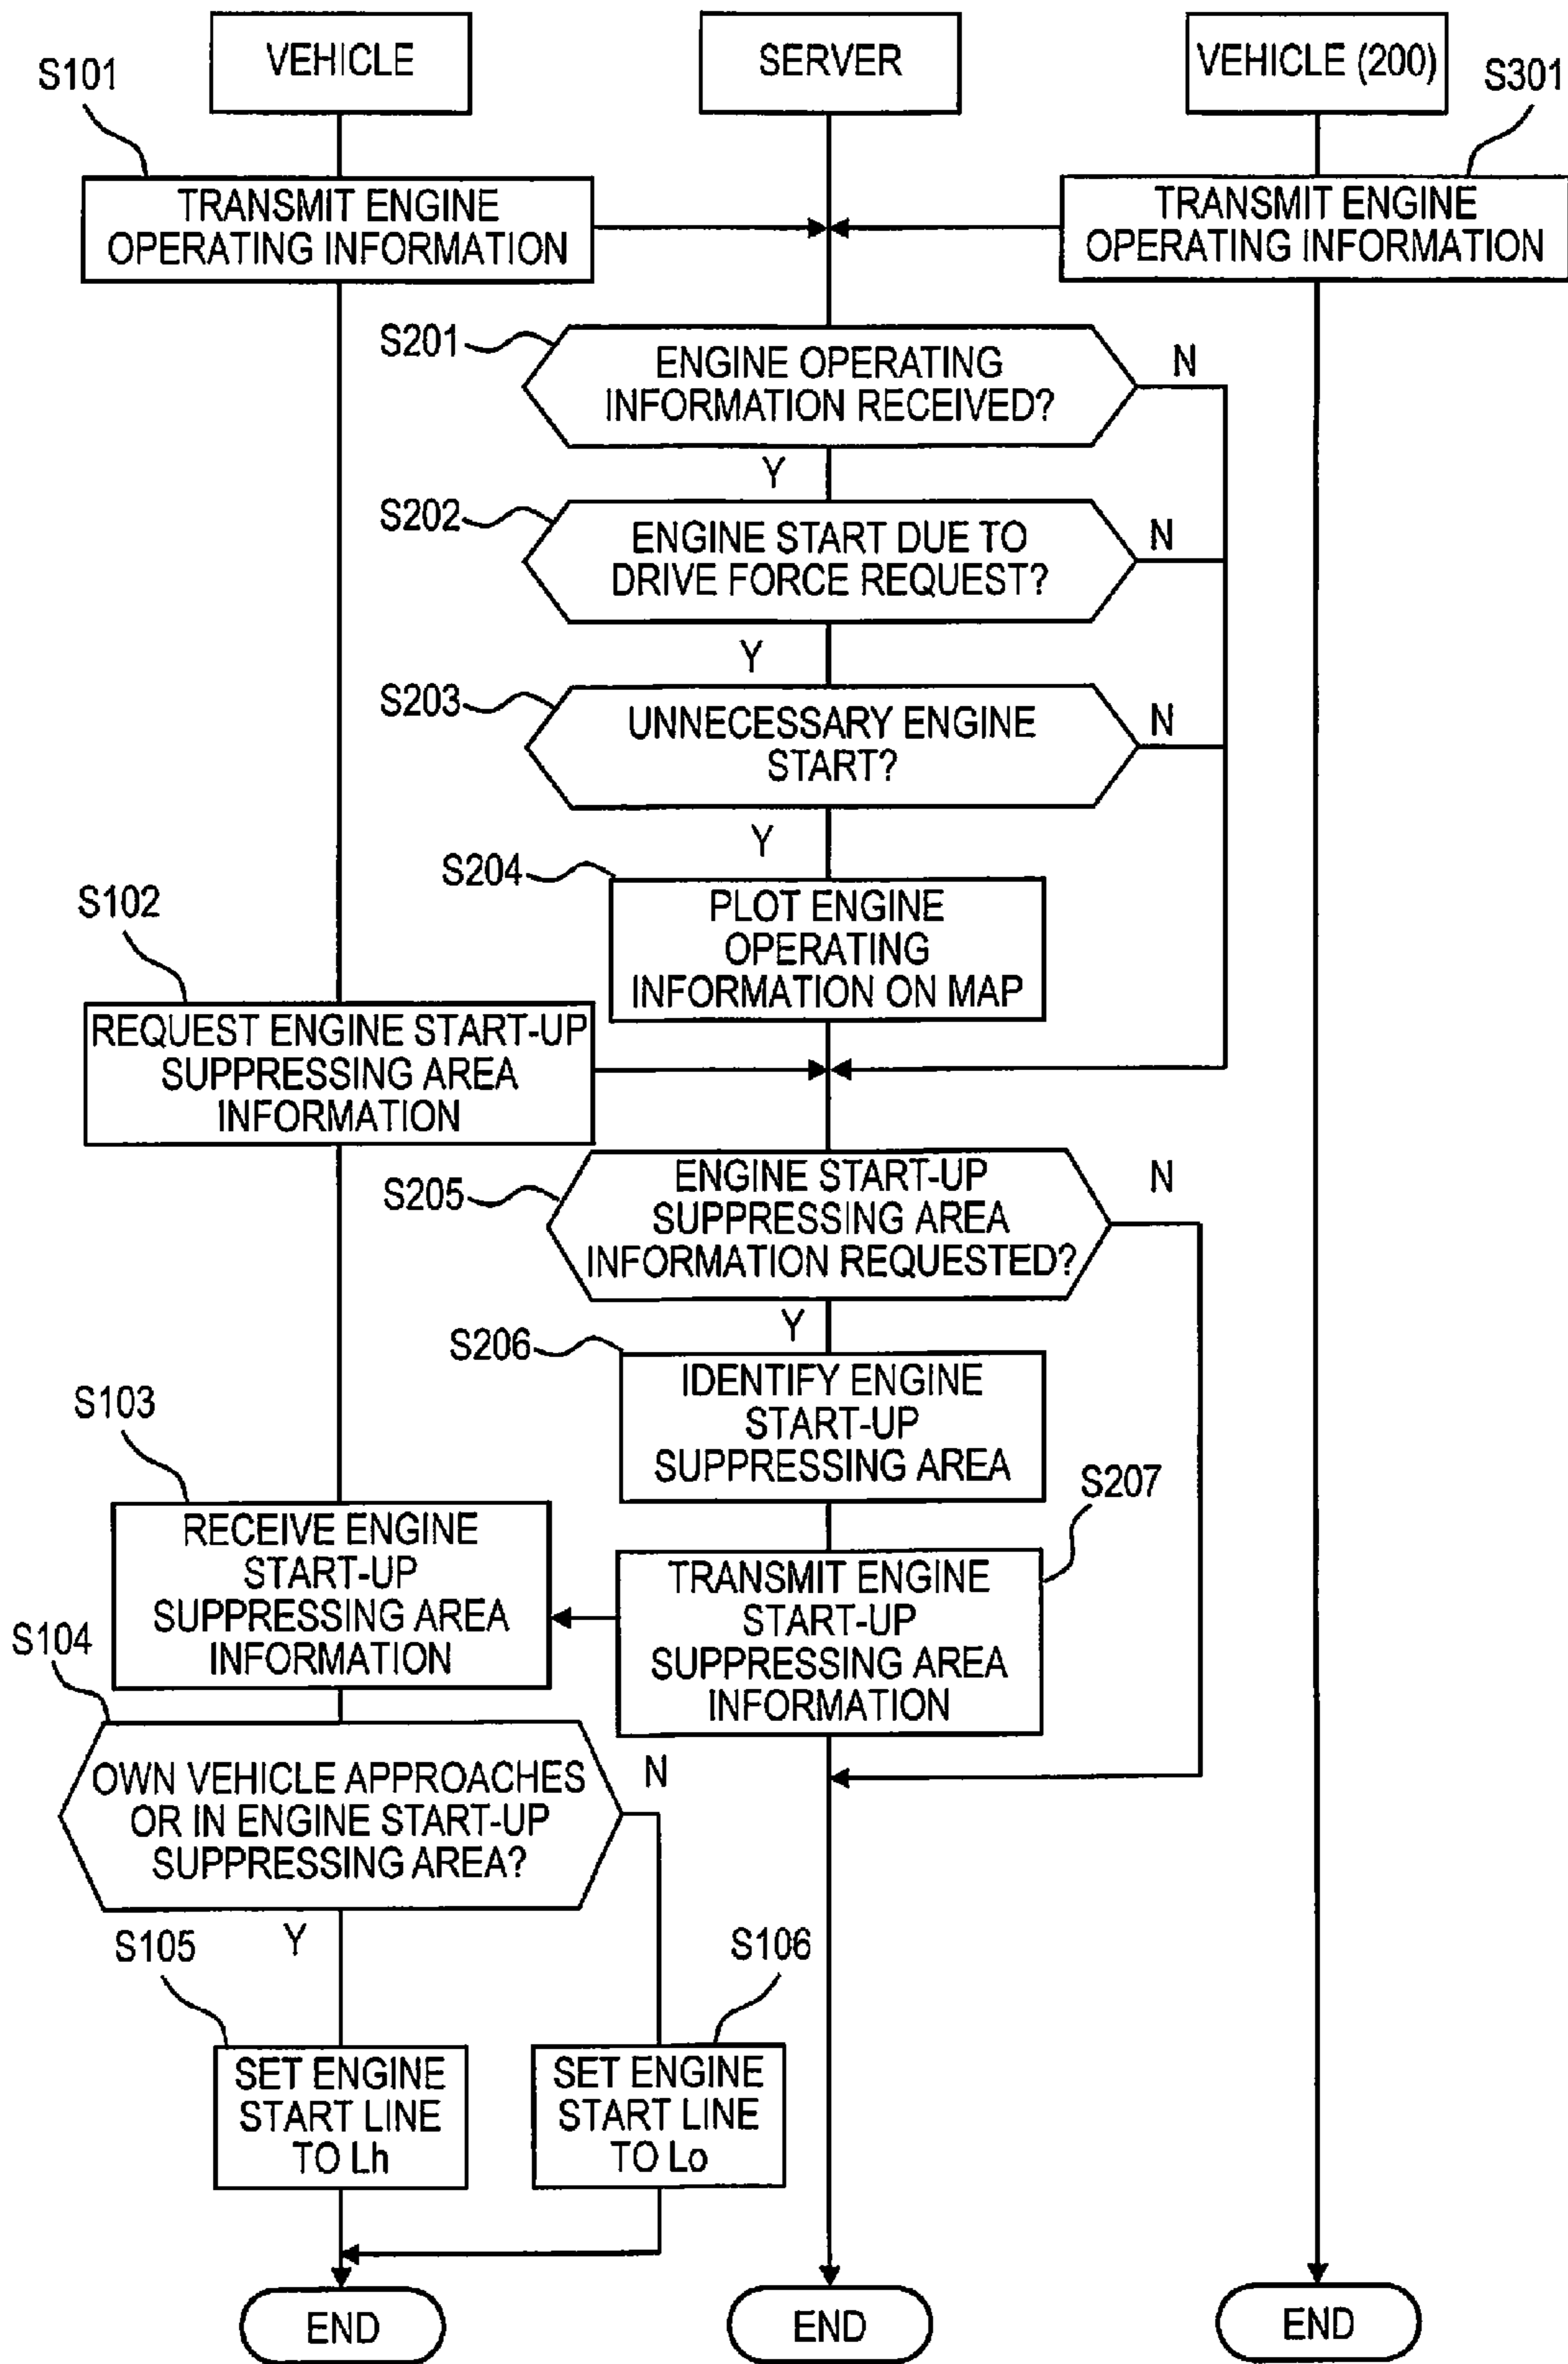 VEHICLE
SERVER
VEHICLE (200)
S101
S301
TRANSMIT ENGINE
OPERATING INFORMATION
TRANSMIT ENGINE
OPERATING INFORMATION
S201
ENGINE OPERATING
INFORMATION RECEIVED?
N
Y
S202
ENGINE START DUE TO
DRIVE FORCE REQUEST?
N
Y
S203
UNNECESSARY ENGINE
START?
N
Y
S204
PLOT ENGINE
OPERATING
INFORMATION ON MAP
S102
REQUEST ENGINE START-UP
SUPPRESSING AREA
INFORMATION
S205
ENGINE START-UP
SUPPRESSING AREA
INFORMATION REQUESTED?
N
Y
S206
IDENTIFY ENGINE
START-UP
SUPPRESSING AREA
S103
RECEIVE ENGINE
START-UP
SUPPRESSING AREA
INFORMATION
S207
TRANSMIT ENGINE
START-UP
SUPPRESSING AREA
INFORMATION
S104
OWN VEHICLE APPROACHES
OR IN ENGINE START-UP
SUPPRESSING AREA?
N
Y
S105
SET ENGINE
START LINE
TO Lh
S106
SET ENGINE
START LINE
TO Lo
END
END
END